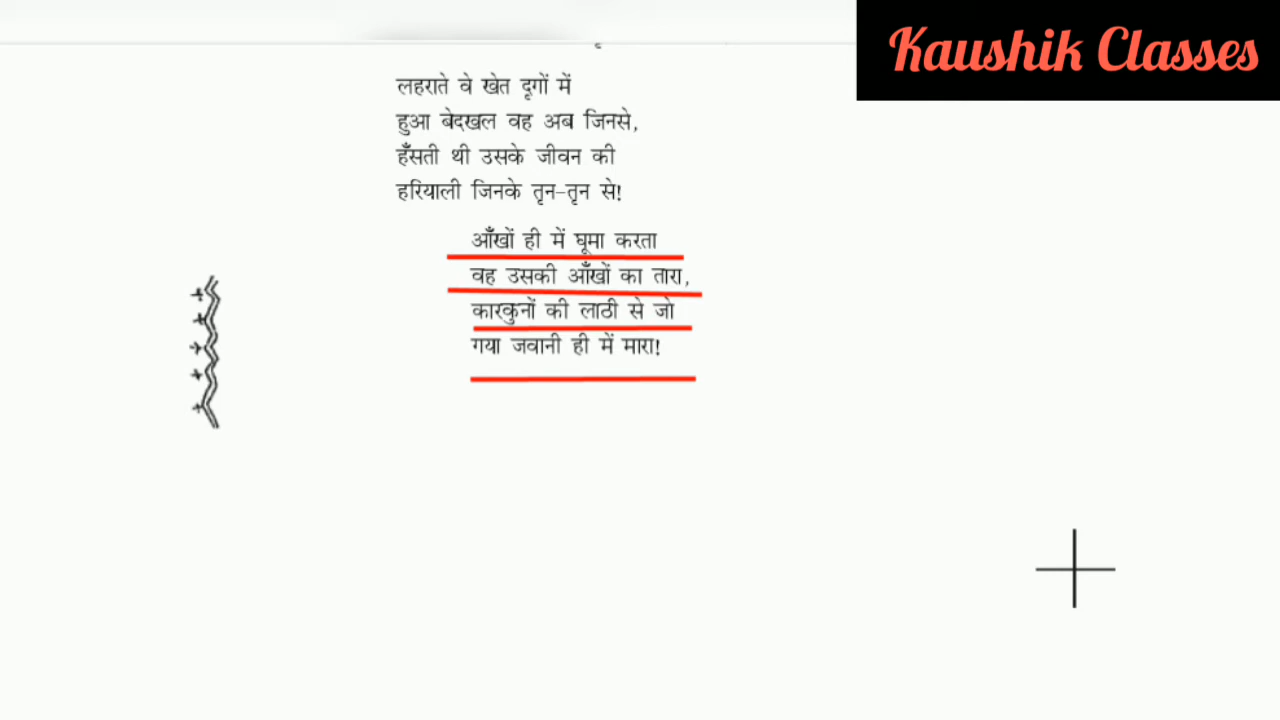 Kaushik Classes
लहराते वे खेत दृगों में
हुआ बेदखल वह अब जिनसे,
हँसती थी उसके जीवन की
हरियाली जिनके तृन-तृन से!
आँखों ही में घूमा करता
वह उसकी आँखों का तारा,
कारकुनों की लाठी से जो
गया जवानी ही में मारा!